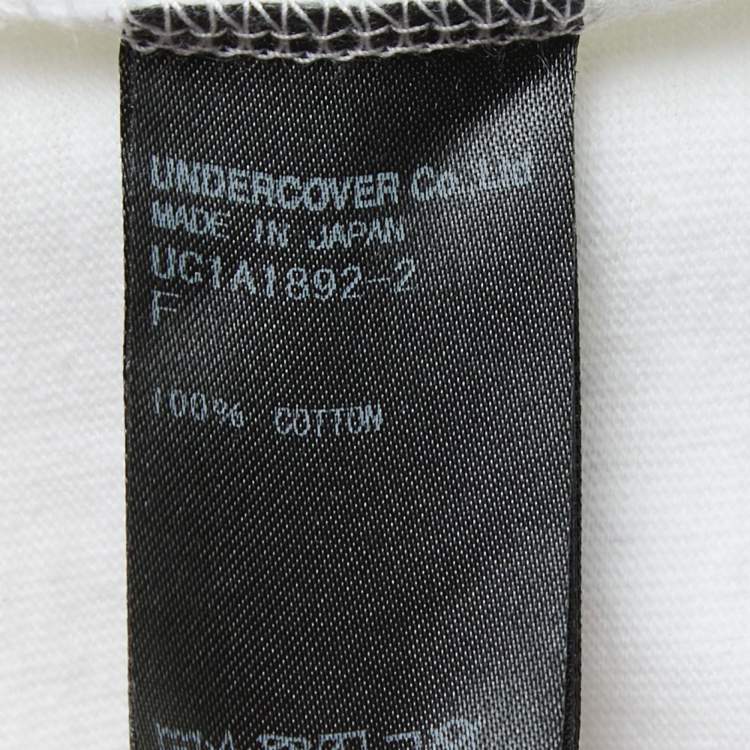 UNDERCOVER Co.,Ltd
MADE IN JAPAN
UC1A1892-2
F
100% COTTON